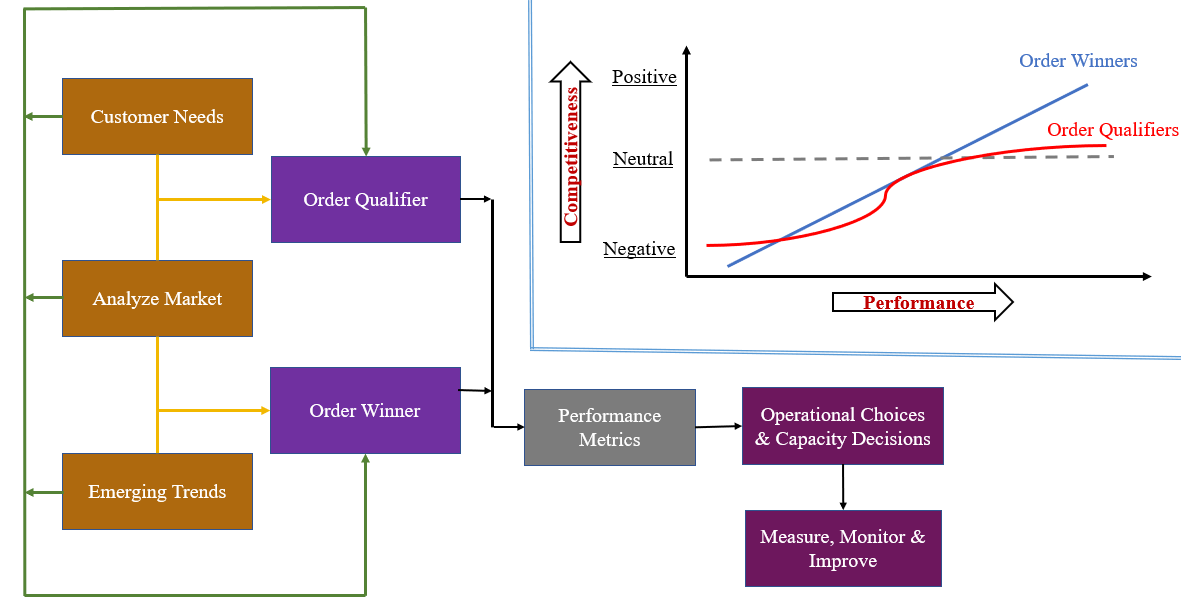 Customer Needs
Analyze Market
Emerging Trends
Order Qualifier
Order Winner
Competitiveness
Positive
Neutral
Negative
Order Winners
Order Qualifiers
Performance
Performance
Metrics
Operational Choices
& Capacity Decisions
Measure, Monitor &
Improve